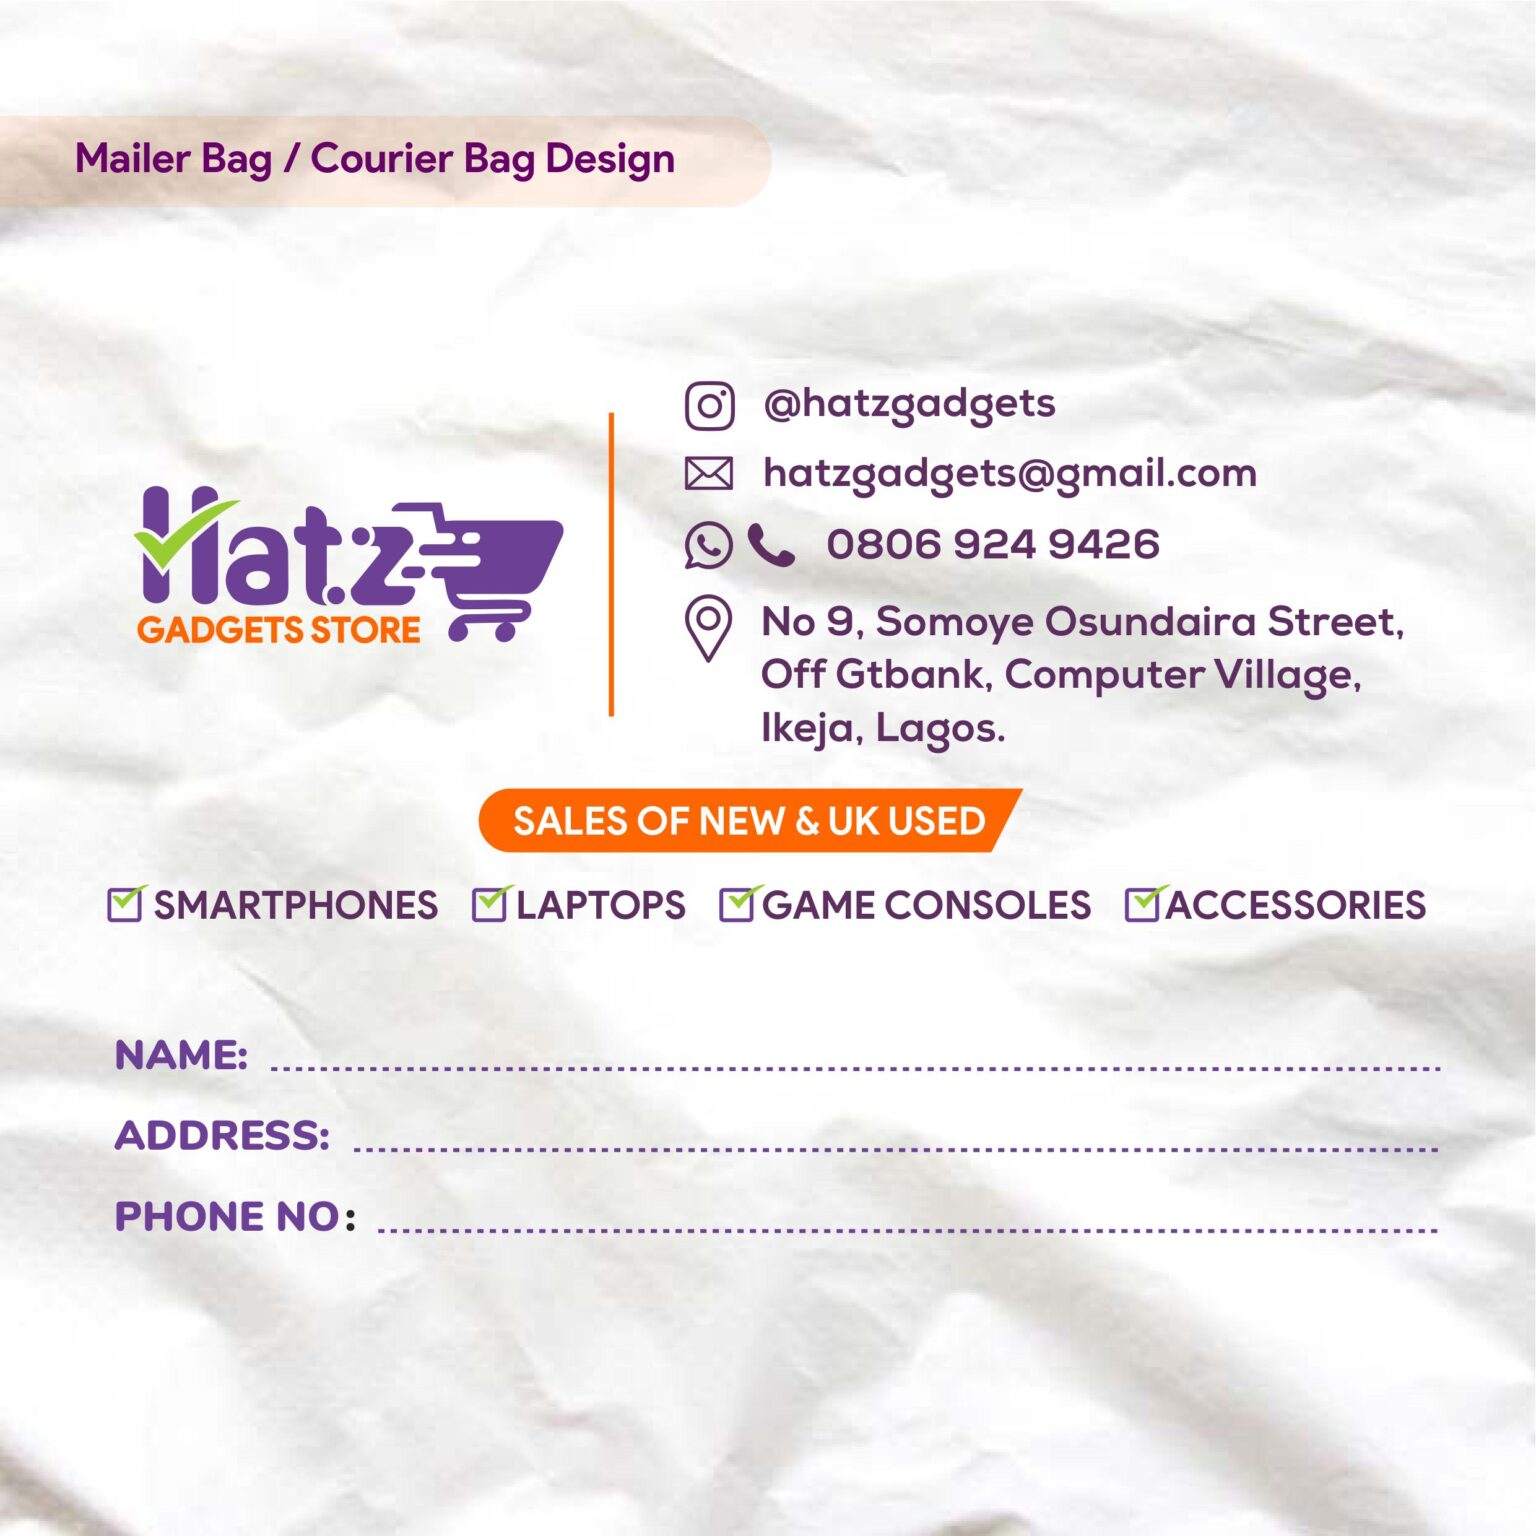 Mailer Bag / Courier Bag Design
@hatzgadgets
hatzgadgets@gmail.com
Hatz
GADGETS STORE
0806 924 9426
No 9, Somoye Osundaira Street,
Off Gtbank, Computer Village,
Ikeja, Lagos.
SALES OF NEW & UK USED
SMARTPHONES LAPTOPS GAME CONSOLES ACCESSORIES
NAME:
ADDRESS:
PHONE NO: